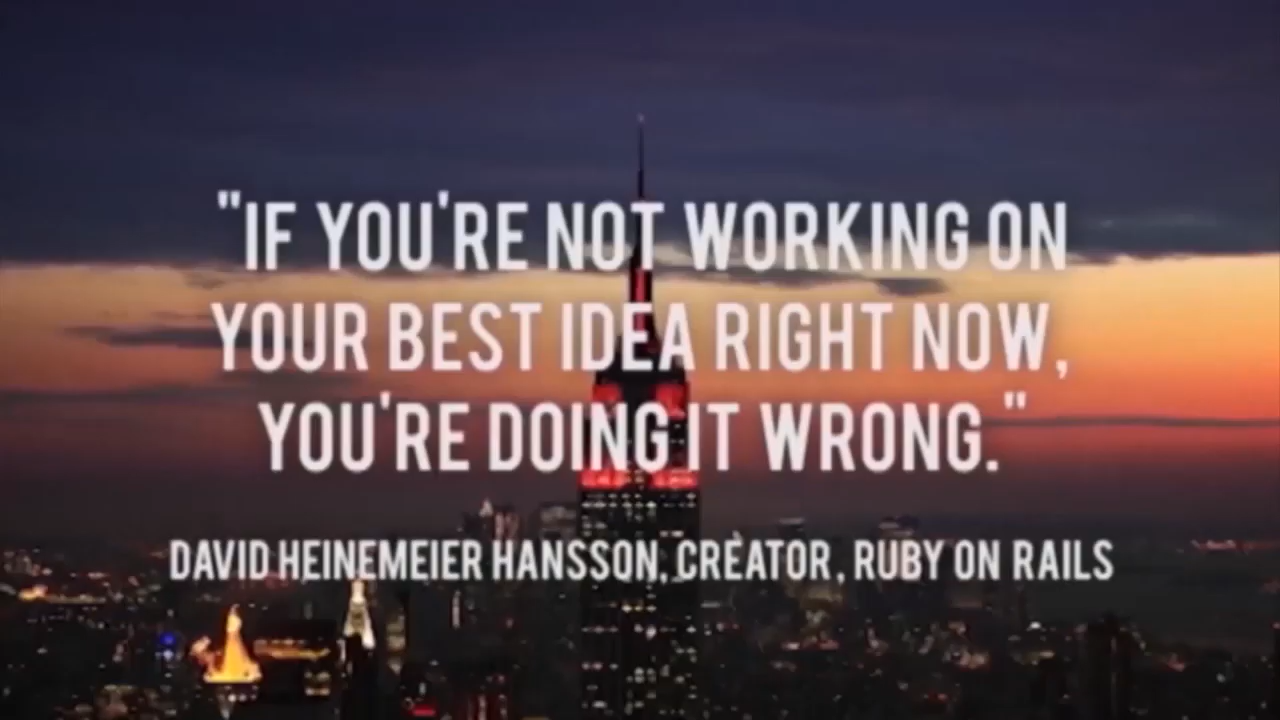 "IF YOU'RE NOT WORKING ON
YOUR BEST IDEA RIGHT NOW,
YOU'RE DOING IT WRONG."
DAVID HEINEMEIER HANSSON, CREATOR, RUBY ON RAILS